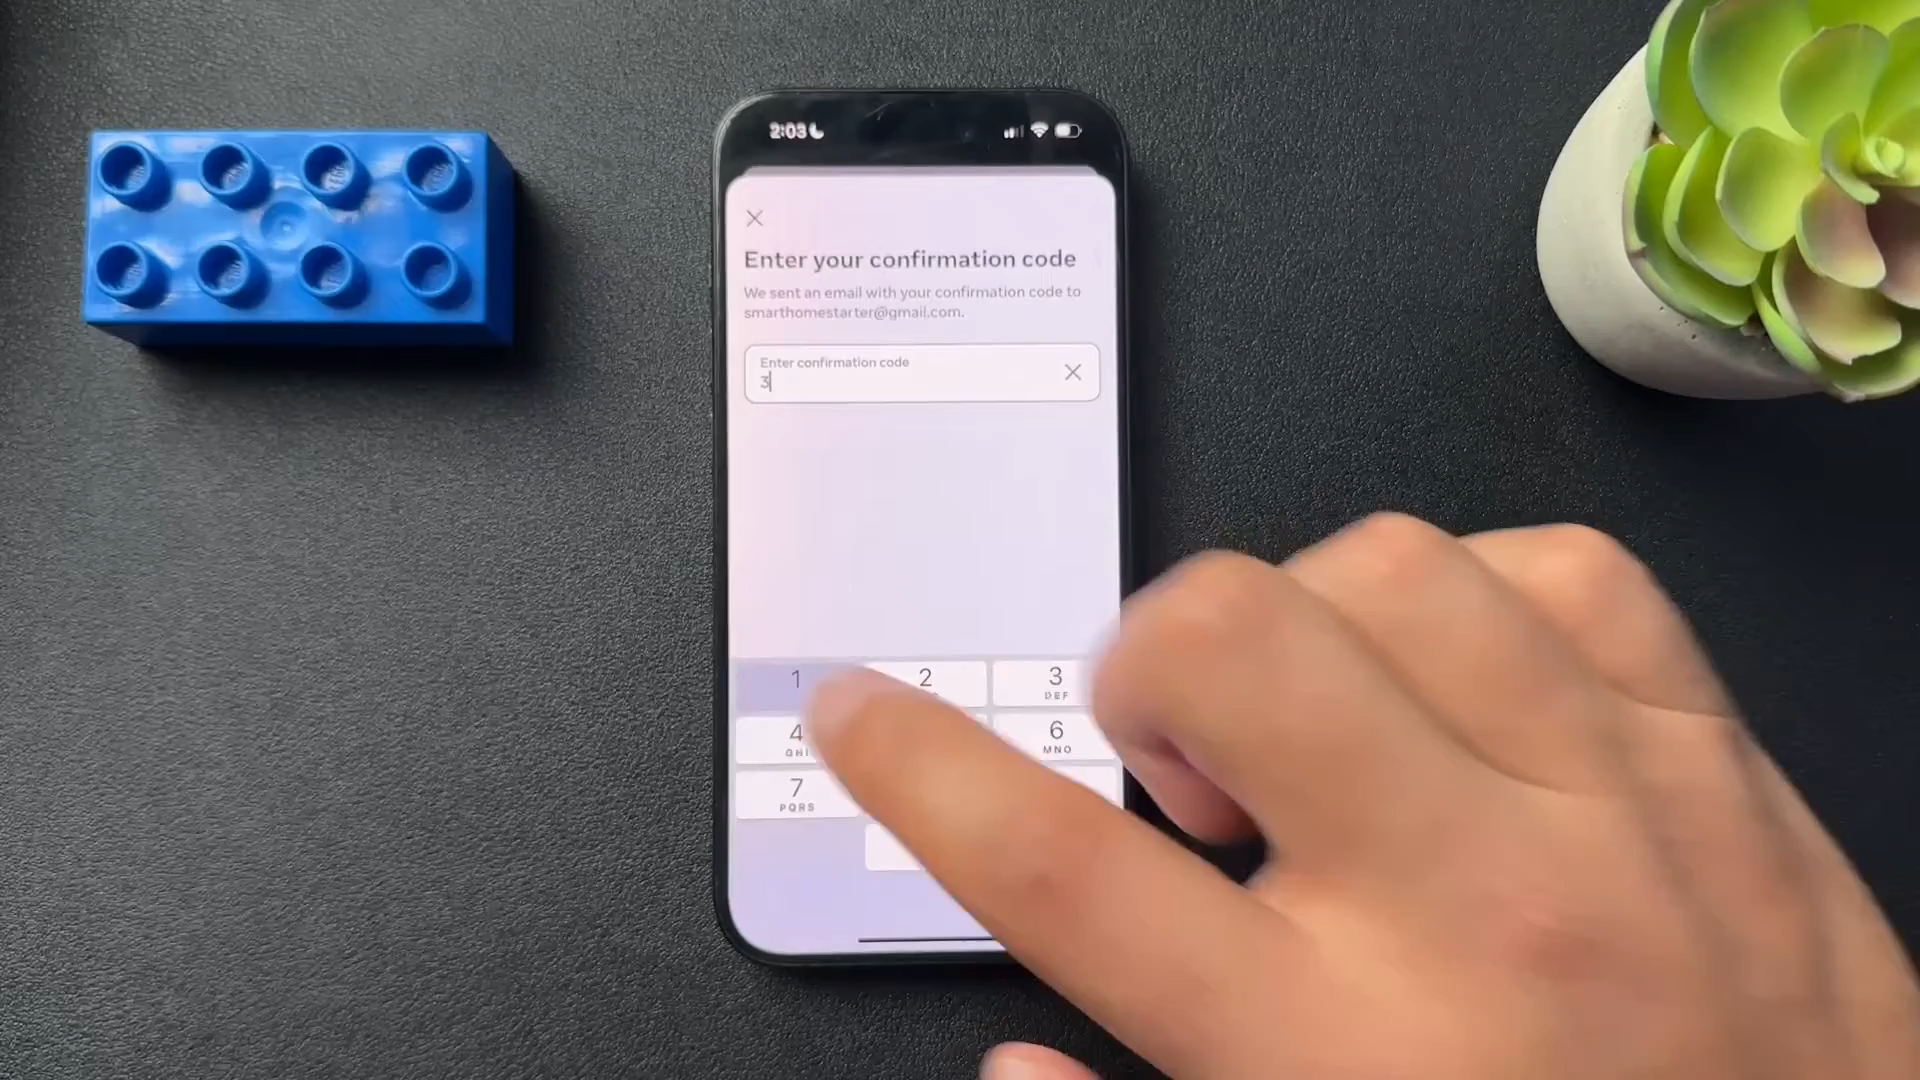 2:03
Enter your confirmation code
We sent an email with your confirmation code to
smarthomestarter@gmail.com.
Enter confirmation code
3
1
2
3
DEF
4
GHI
6
MNO
7
PQRS